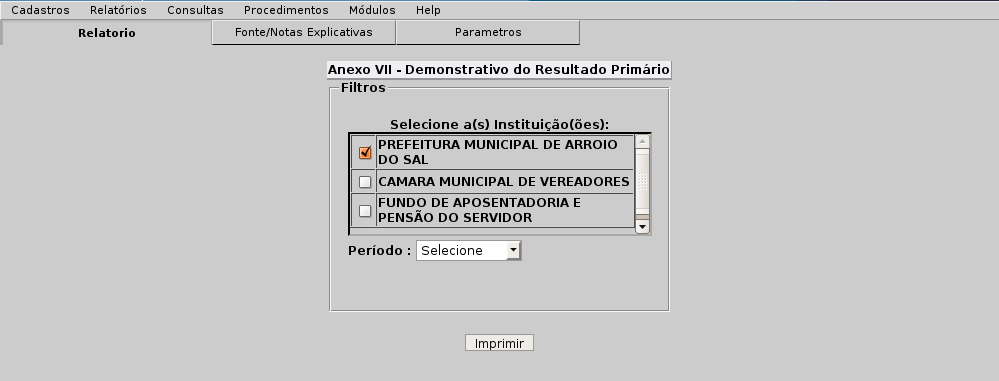 Cadastros Relatórios Consultas Procedimentos Módulos Help
Relatorio Fonte/Notas Explicativas Parametros
Anexo VII - Demonstrativo do Resultado Primário
Filtros
Selecione a(s) Instituição(ões):
PREFEITURA MUNICIPAL DE ARROIO
DO SAL
CAMARA MUNICIPAL DE VEREADORES
FUNDO DE APOSENTADORIA E
PENSÃO DO SERVIDOR
Período : Selecione
Imprimir